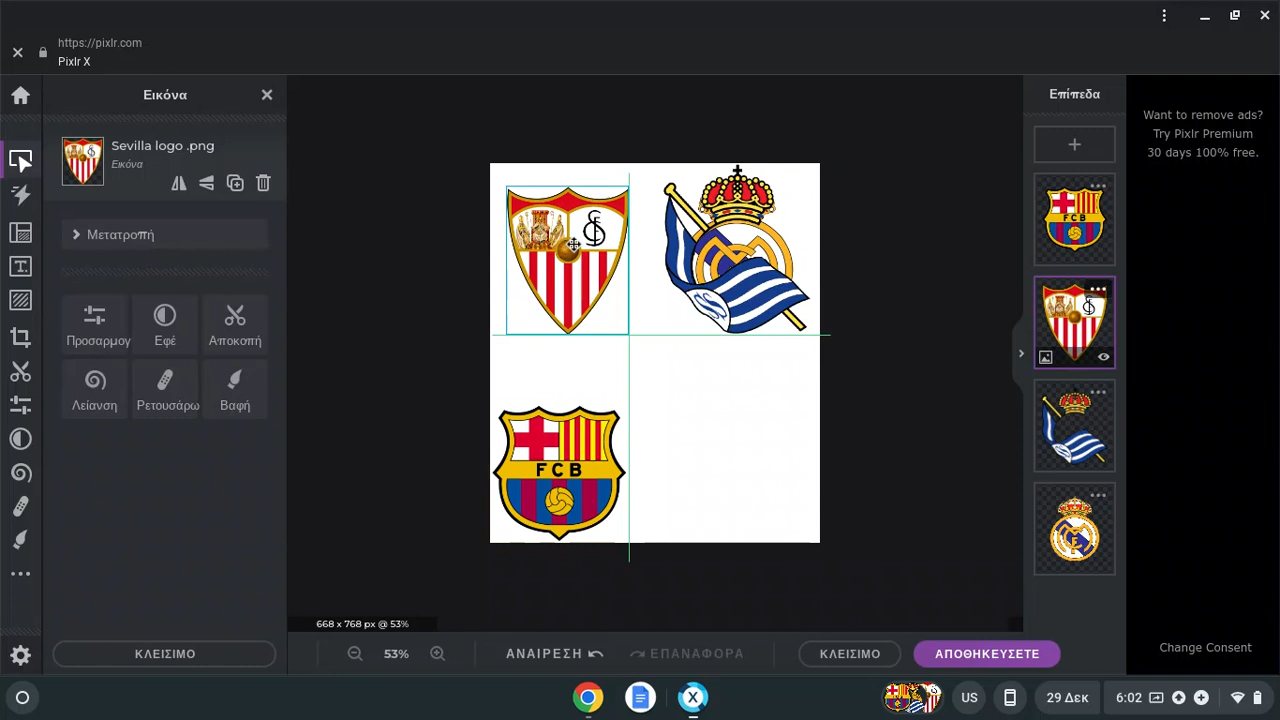 https://pixlr.com
Pixlr X
Εικόνα
Sevilla logo .png
Εικόνα
Μετατροπή
Προσαρμογ
Εφέ
Αποκοπή
Λείανση
Ρετουσάρω
Βαφή
ΚΛΕΙΣΙΜΟ
F C B
668 x 768 px @ 53%
53%
ΑΝΑΙΡΕΣΗ
ΕΠΑΝΑΦΟΡΑ
ΚΛΕΙΣΙΜΟ
ΑΠΟΘΗΚΕΥΣΕΤΕ
Επίπεδα
F C B
Want to remove ads?
Try Pixlr Premium
30 days 100% free.
Change Consent
US
29 Δεκ
6:02